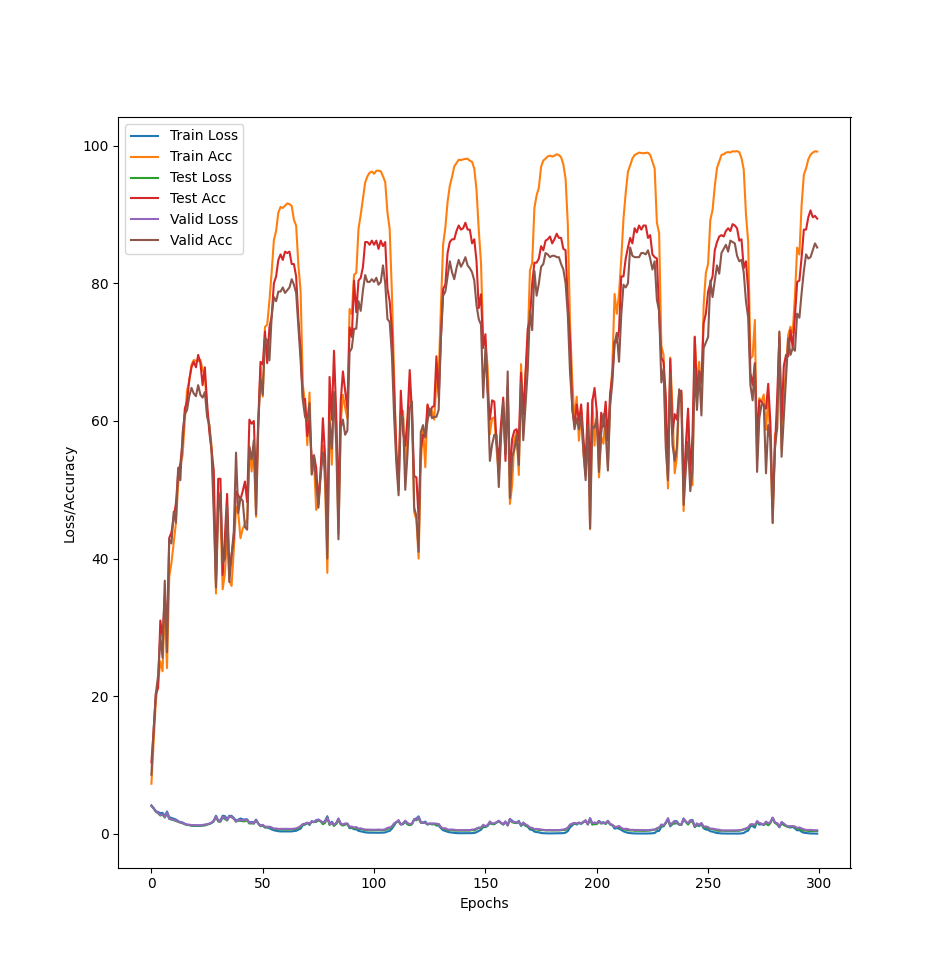 100
80
60
40
20
0
Loss/Accuracy
Train Loss
Train Acc
Test Loss
Test Acc
Valid Loss
Valid Acc
0 50 100 150 200 250 300
Epochs